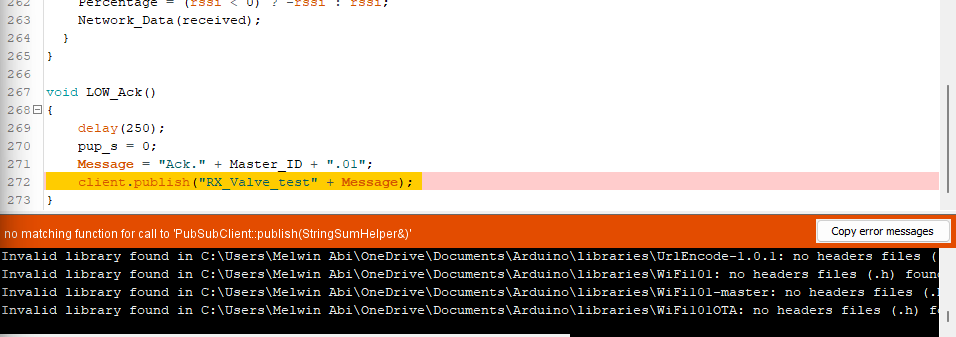 262 Percentage = (rssi < 0) ? -rssi : rssi;
263 Network_Data(received);
264 }
265 }
266
267 void LOW_Ack()
268 {
269 delay(250);
270 pup_s = 0;
271 Message = "Ack." + Master_ID + ".01";
272 client.publish("RX_Valve_test" + Message);
273 }
no matching function for call to 'PubSubClient::publish(StringSumHelper&)'
Copy error messages
Invalid library found in C:\Users\Melwin Abi\OneDrive\Documents\Arduino\libraries\UrlEncode-1.0.1: no headers files (
Invalid library found in C:\Users\Melwin Abi\OneDrive\Documents\Arduino\libraries\WiFi101: no headers files (.h) foun
Invalid library found in C:\Users\Melwin Abi\OneDrive\Documents\Arduino\libraries\WiFi101-master: no headers files (.h
Invalid library found in C:\Users\Melwin Abi\OneDrive\Documents\Arduino\libraries\WiFi101OTA: no headers files (.h) fo